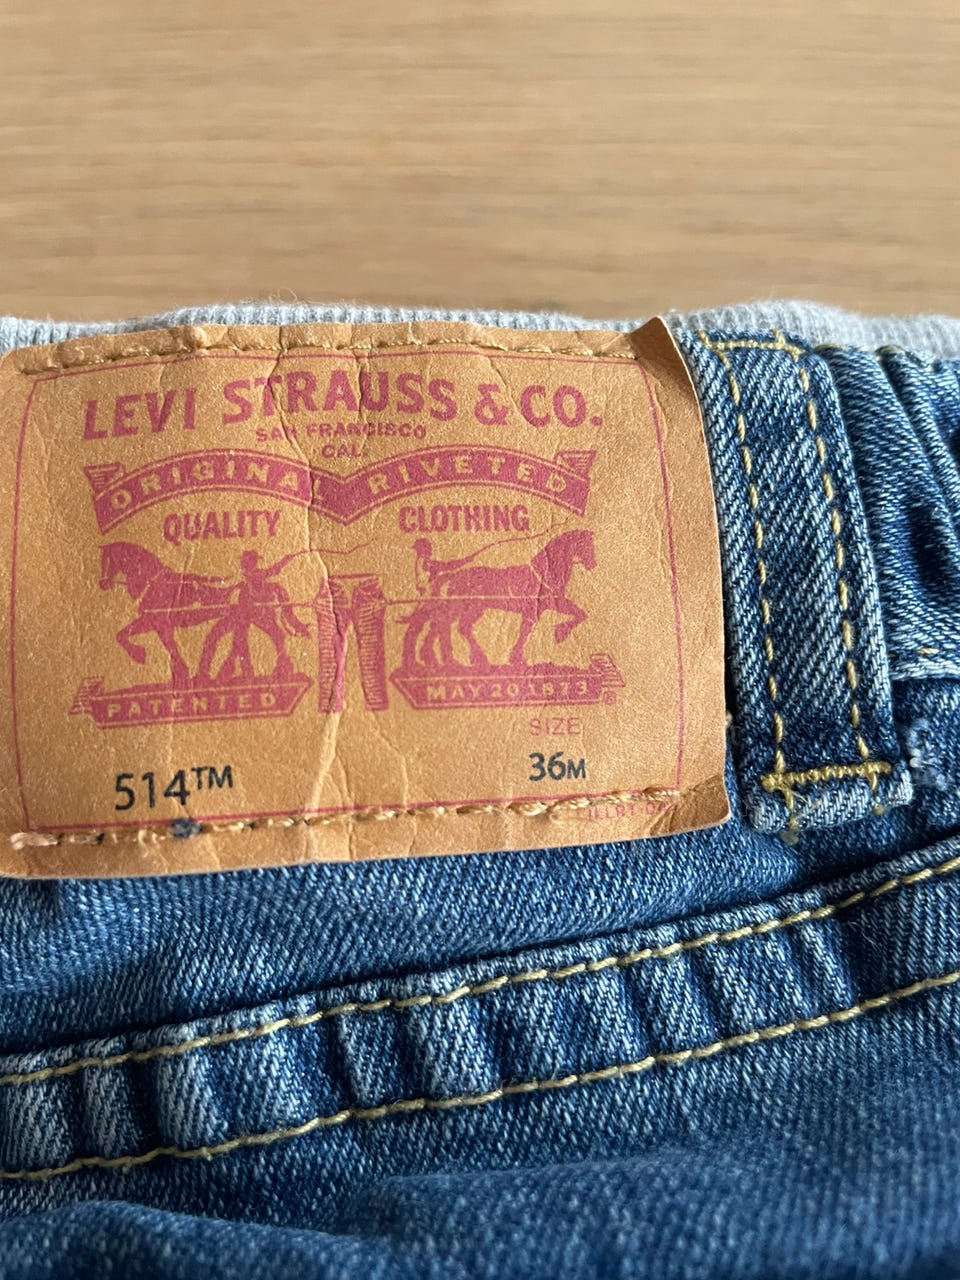 LEVI STRAUSS & CO.
SAN FRANCISCO
CAL.
ORIGINAL RIVETED
QUALITY CLOTHING
PATENTED MAY 20 1873
®
SIZE
514™ 36M